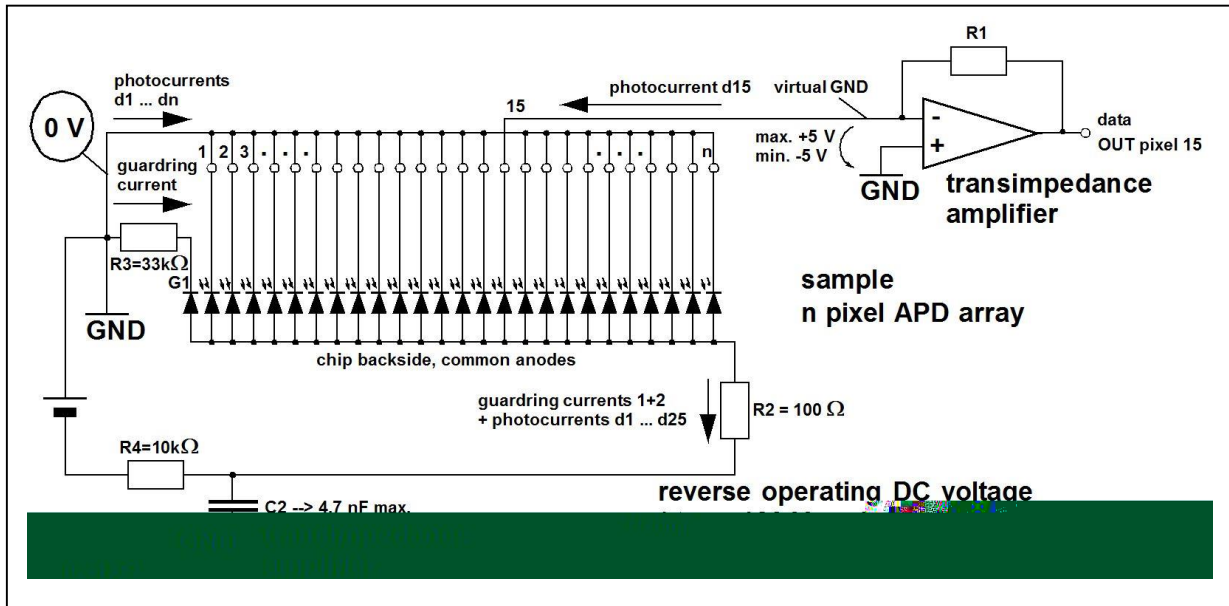 R1
photocurrents
d1 ... dn
photocurrent d15
virtual GND
15
data
OUT pixel 15
0 V
max. +5 V
min. -5 V
-
+
1 2 3 . . . . . . n
guardring
current
GND
transimpedance
amplifier
R3=33kΩ
G1
sample
n pixel APD array
GND
chip backside, common anodes
guardring currents 1+2
+ photocurrents d1 ... d25
R2 = 100 Ω
R4=10kΩ
reverse operating DC voltage
C2 --> 4.7 nF max.